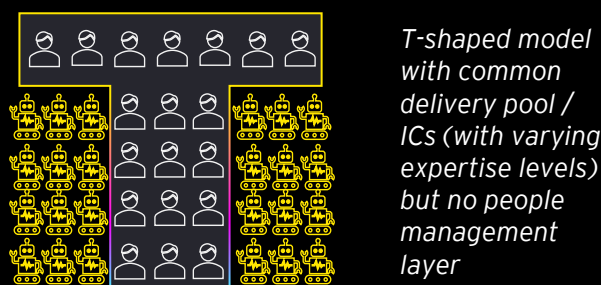 T-shaped model
with common
delivery pool /
ICs (with varying
expertise levels)
but no people
management
layer